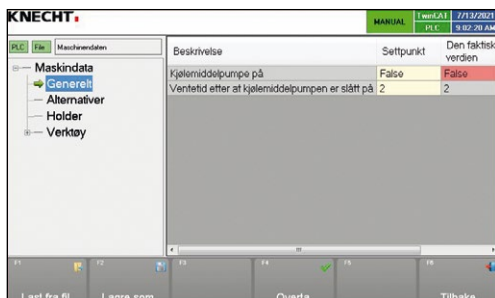 KNECHT
MANUAL
TwinCAT
PLC
7/13/2021
9:02:20 AM
PLC File Maschinendaten
Maskindata
Generelt
Alternativer
Holder
Verktøy
Beskrivelse Settpunkt Den faktisk verdien
Kjølemiddelpumpe på False False
Ventetid etter at kjølemiddelpumpen er slått på 2 2
F1 F2 F3 F4 F5 F6
Last fra fil Lagre som Overta Tilbake